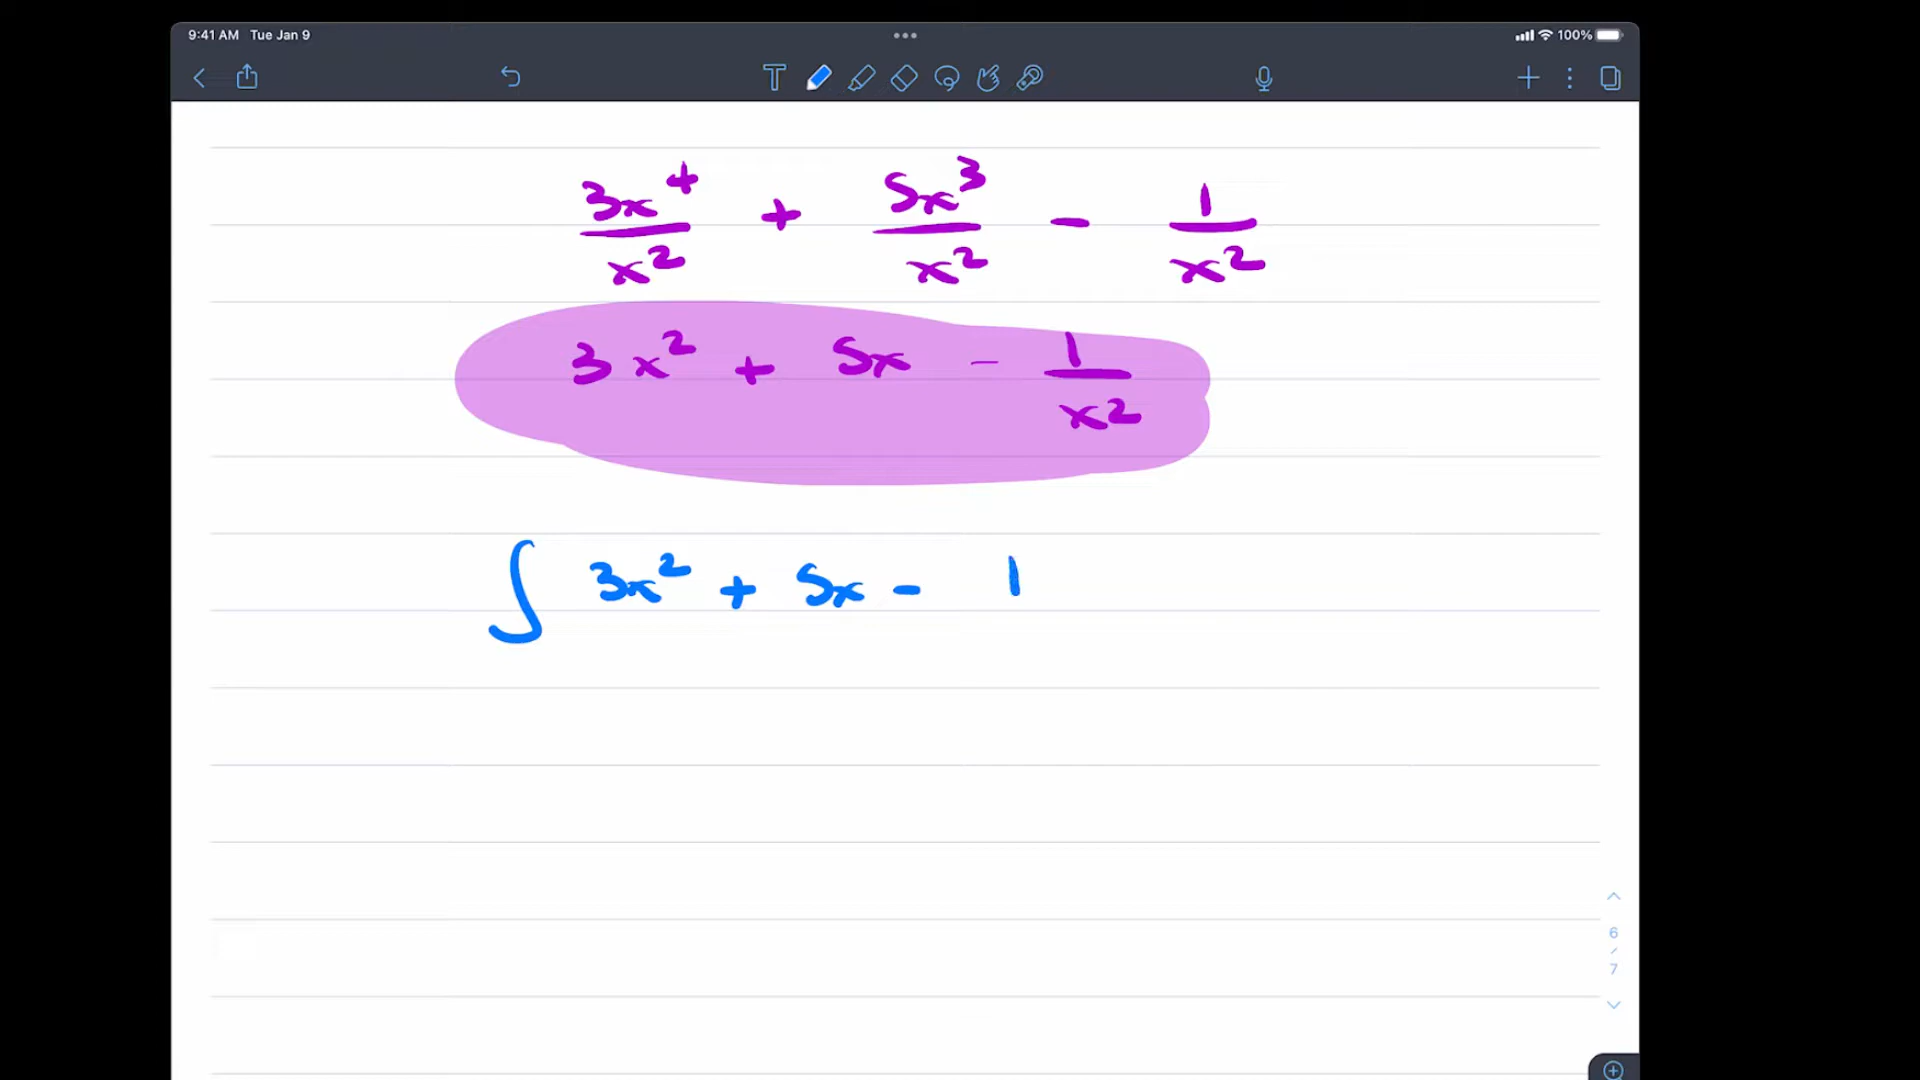 9:41 AM Tue Jan 9 100%
3x⁴/x² + 5x³/x² - 1/x²
3x² + 5x - 1/x²
∫ 3x² + 5x - 1
6
/
7